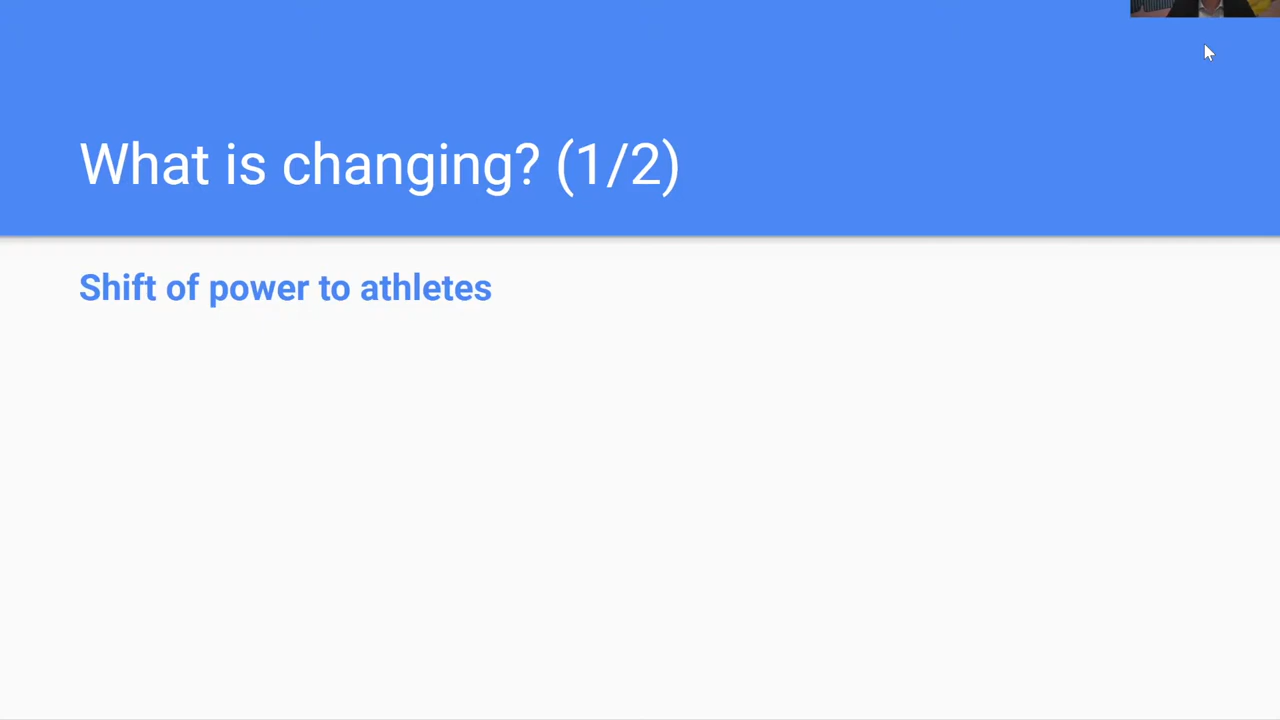 What is changing? (1/2)
Shift of power to athletes